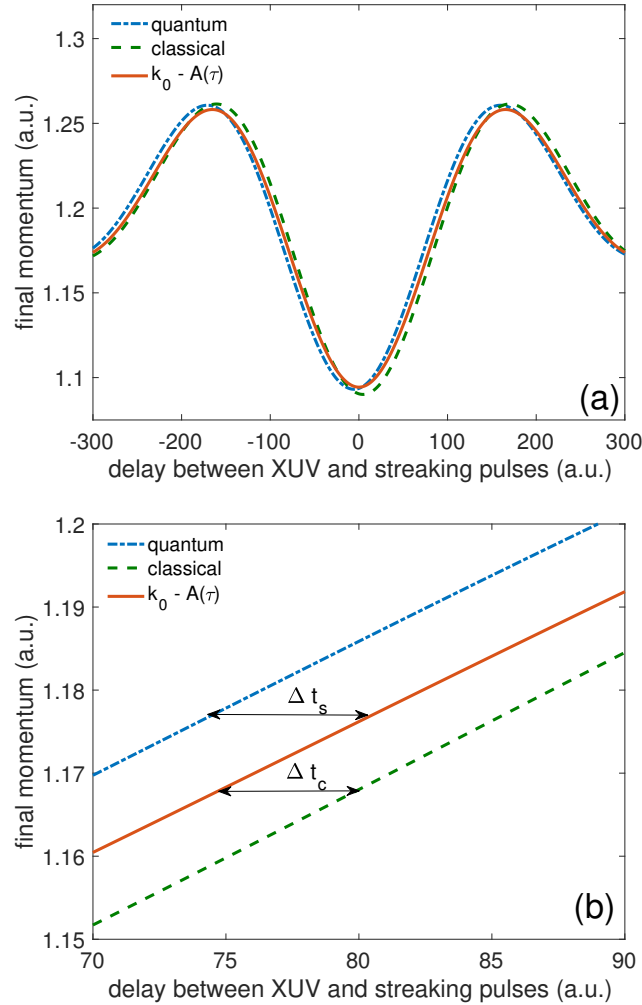 1.3
1.25
1.2
1.15
1.1
final momentum (a.u.)
quantum
classical
k₀ - A(τ)
(a)
-300 -200 -100 0 100 200 300
delay between XUV and streaking pulses (a.u.)
1.2
1.19
1.18
1.17
1.16
1.15
final momentum (a.u.)
quantum
classical
k₀ - A(τ)
Δ tₛ
Δ t_c
(b)
70 75 80 85 90
delay between XUV and streaking pulses (a.u.)